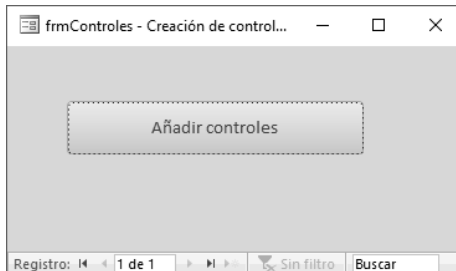 frmControles - Creación de control...
Añadir controles
Registro: 1 de 1 Sin filtro Buscar